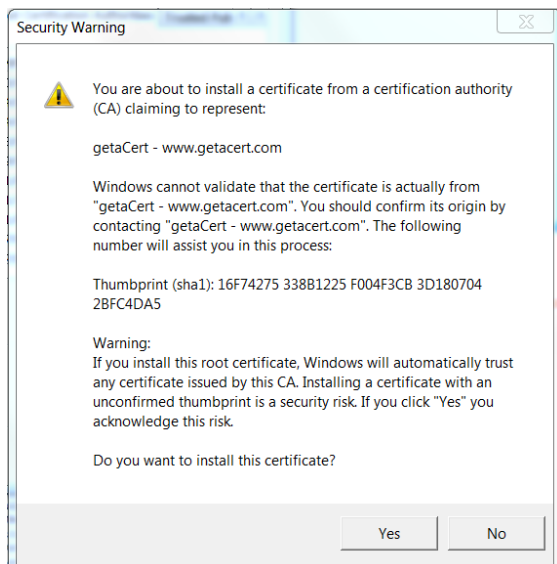 Security Warning
You are about to install a certificate from a certification authority
(CA) claiming to represent:
getaCert - www.getacert.com
Windows cannot validate that the certificate is actually from
"getaCert - www.getacert.com". You should confirm its origin by
contacting "getaCert - www.getacert.com". The following
number will assist you in this process:
Thumbprint (sha1): 16F74275 338B1225 F004F3CB 3D180704
2BFC4DA5
Warning:
If you install this root certificate, Windows will automatically trust
any certificate issued by this CA. Installing a certificate with an
unconfirmed thumbprint is a security risk. If you click "Yes" you
acknowledge this risk.
Do you want to install this certificate?
Yes No